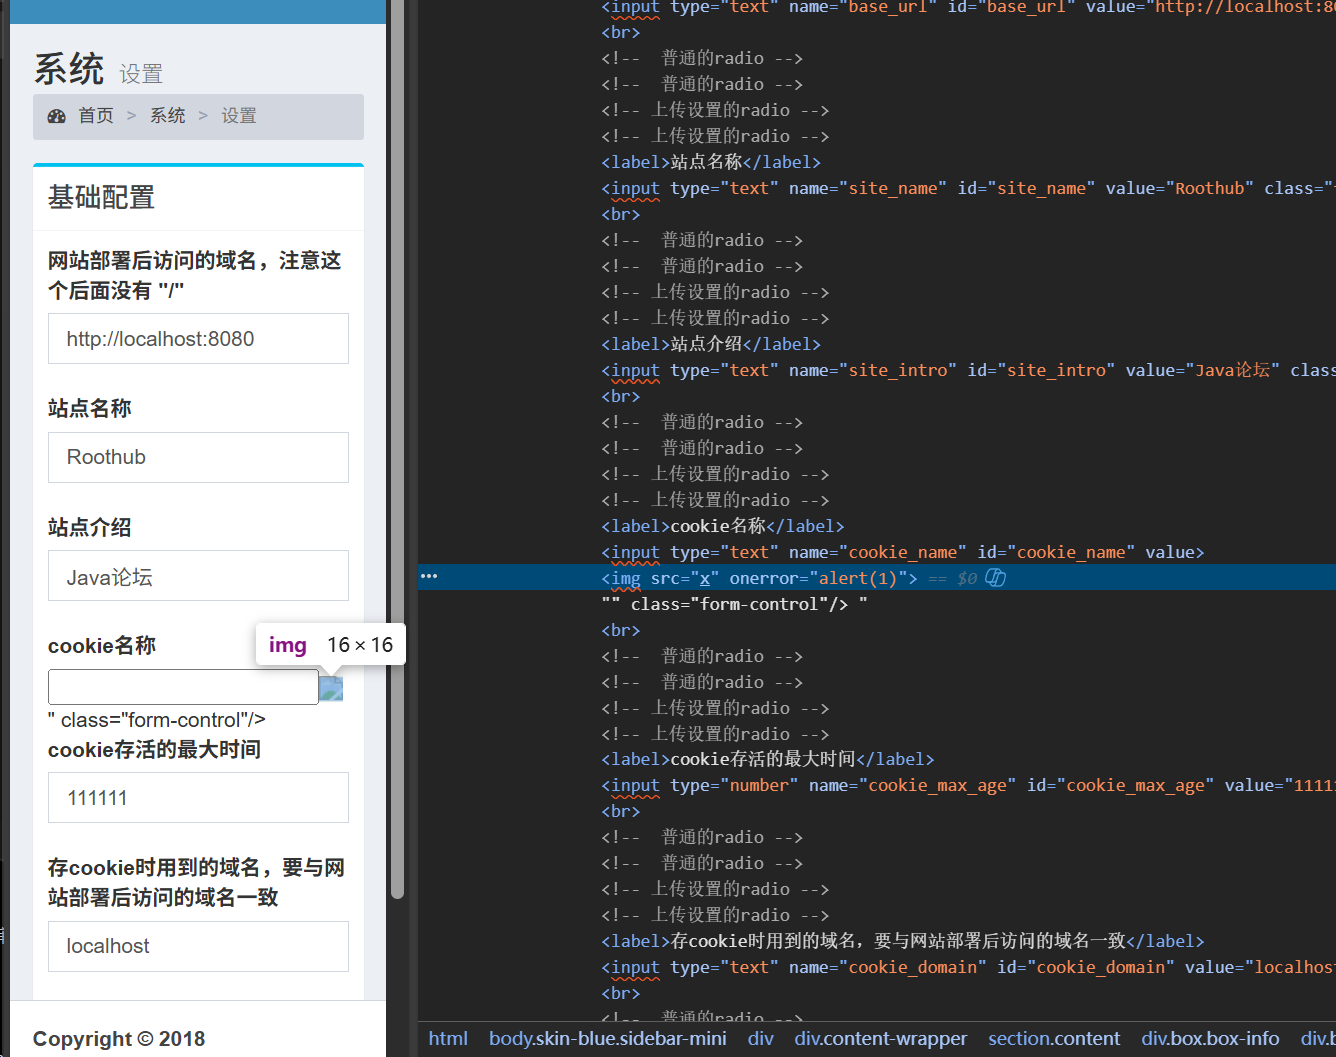 系统 设置
首页 > 系统 > 设置
基础配置
网站部署后访问的域名，注意这
个后面没有 "/"
http://localhost:8080
站点名称
Roothub
站点介绍
Java论坛
cookie名称
img 16 × 16
" class="form-control"/>
cookie存活的最大时间
111111
存cookie时用到的域名，要与网
站部署后访问的域名一致
localhost
Copyright © 2018
<input type="text" name="base_url" id="base_url" value="http://localhost:80
<br>
<!--  普通的radio -->
<!--  普通的radio -->
<!-- 上传设置的radio -->
<!-- 上传设置的radio -->
<label>站点名称</label>
<input type="text" name="site_name" id="site_name" value="Roothub" class="
<br>
<!--  普通的radio -->
<!--  普通的radio -->
<!-- 上传设置的radio -->
<!-- 上传设置的radio -->
<label>站点介绍</label>
<input type="text" name="site_intro" id="site_intro" value="Java论坛" class
<br>
<!--  普通的radio -->
<!--  普通的radio -->
<!-- 上传设置的radio -->
<!-- 上传设置的radio -->
<label>cookie名称</label>
<input type="text" name="cookie_name" id="cookie_name" value>
<img src="x" onerror="alert(1)"> == $0
"" class="form-control"/> "
<br>
<!--  普通的radio -->
<!--  普通的radio -->
<!-- 上传设置的radio -->
<!-- 上传设置的radio -->
<label>cookie存活的最大时间</label>
<input type="number" name="cookie_max_age" id="cookie_max_age" value="11111
<br>
<!--  普通的radio -->
<!--  普通的radio -->
<!-- 上传设置的radio -->
<!-- 上传设置的radio -->
<label>存cookie时用到的域名，要与网站部署后访问的域名一致</label>
<input type="text" name="cookie_domain" id="cookie_domain" value="localhost
<br>
<!--  普通的radio -->
html body.skin-blue.sidebar-mini div div.content-wrapper section.content div.box.box-info div.b